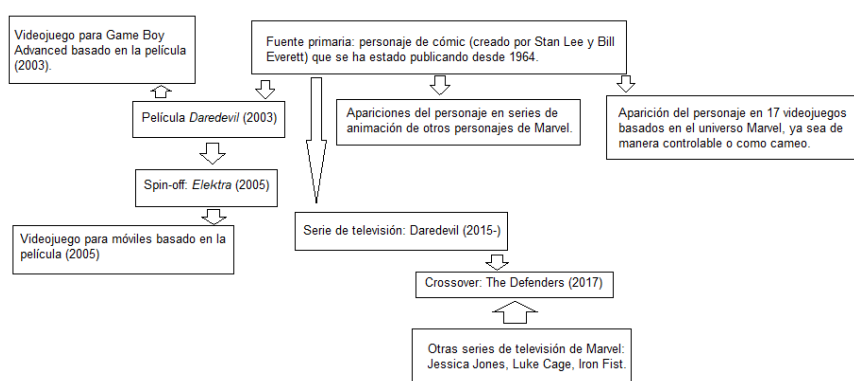 Videojuego para Game Boy
Advanced basado en la película
(2003).
Fuente primaria: personaje de cómic (creado por Stan Lee y Bill
Everett) que se ha estado publicando desde 1964.
Película Daredevil (2003)
Apariciones del personaje en series de
animación de otros personajes de Marvel.
Aparición del personaje en 17 videojuegos
basados en el universo Marvel, ya sea de
manera controlable o como cameo.
Spin-off: Elektra (2005)
Videojuego para móviles basado en la
película (2005)
Serie de televisión: Daredevil (2015-)
Crossover: The Defenders (2017)
Otras series de televisión de Marvel:
Jessica Jones, Luke Cage, Iron Fist.